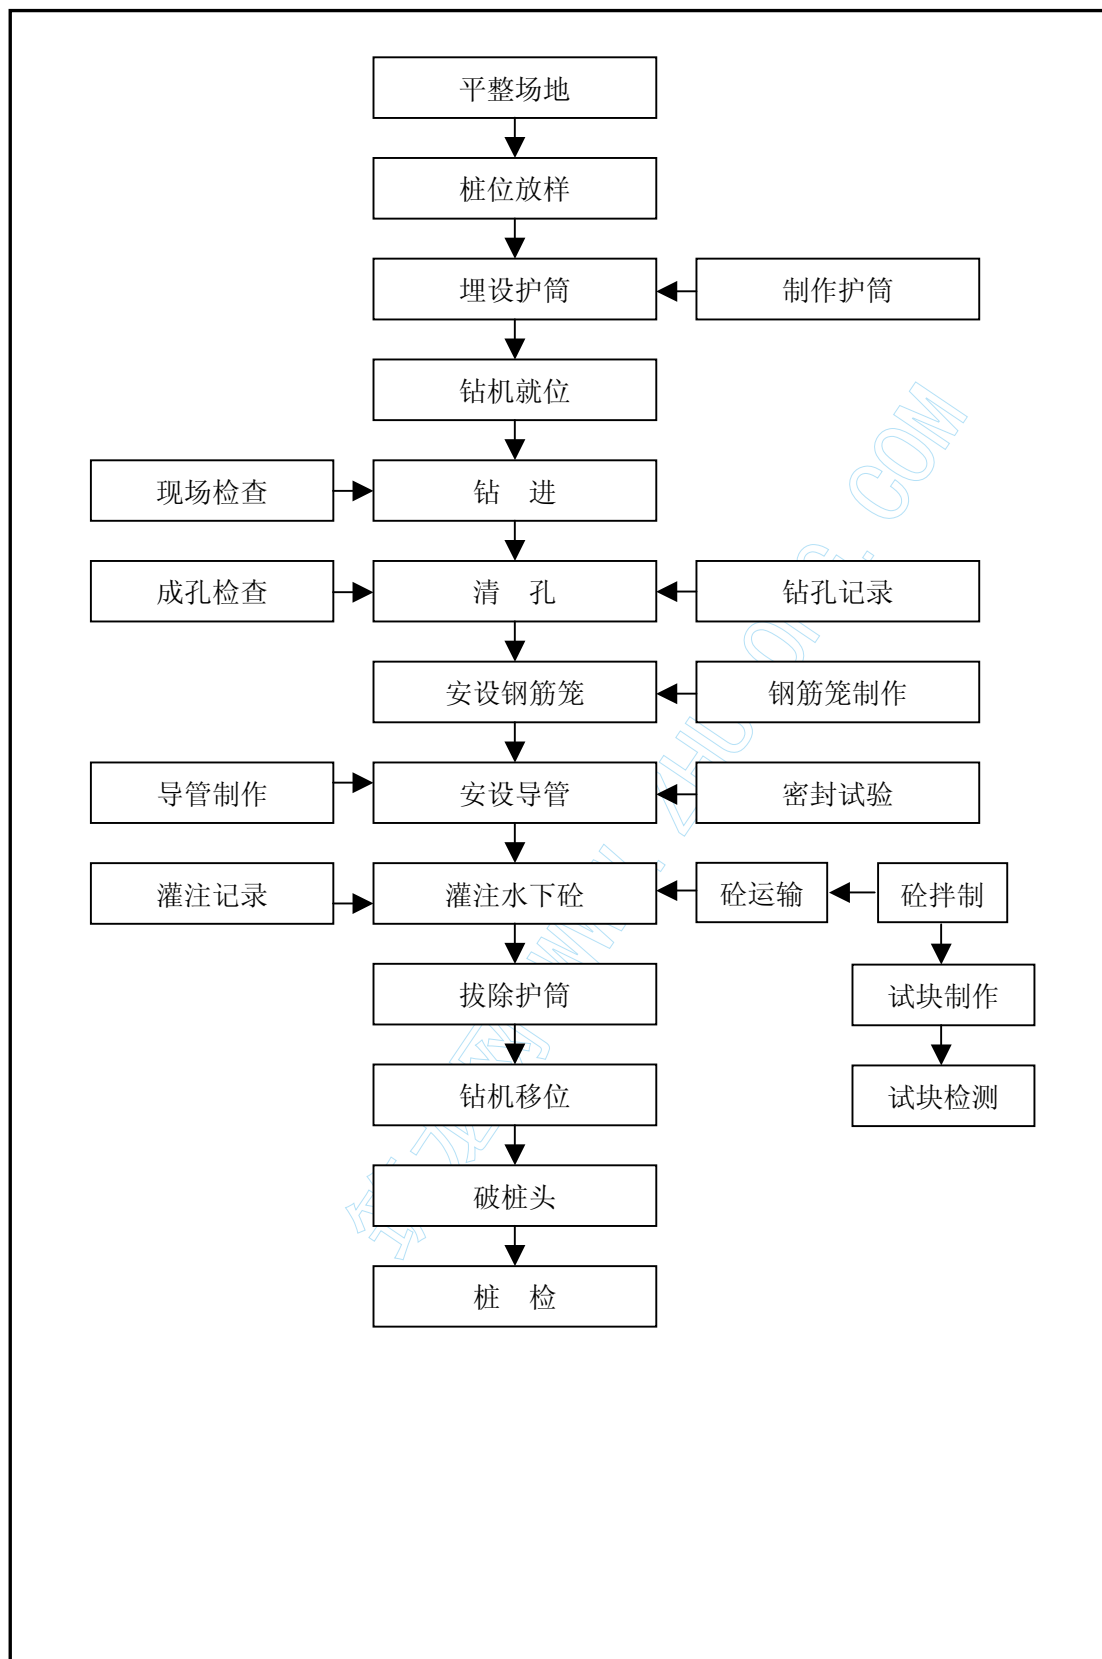 平整场地
桩位放样
埋设护筒 制作护筒
钻机就位
现场检查 钻 进
成孔检查 清 孔 钻孔记录
安设钢筋笼 钢筋笼制作
导管制作 安设导管 密封试验
灌注记录 灌注水下砼 砼运输 砼拌制
拔除护筒 试块制作
钻机移位 试块检测
破桩头
桩 检